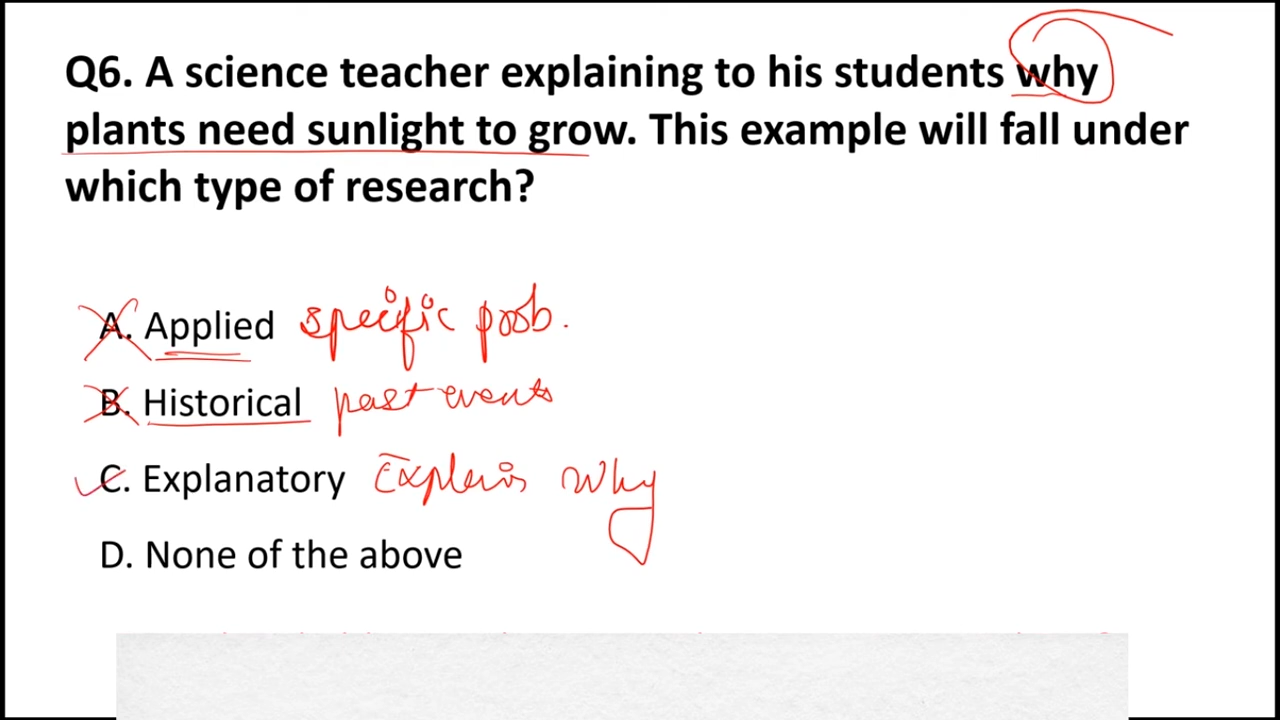 Q6. A science teacher explaining to his students why
plants need sunlight to grow. This example will fall under
which type of research?
A. Applied specific prob.
B. Historical past events
C. Explanatory Explains why
D. None of the above